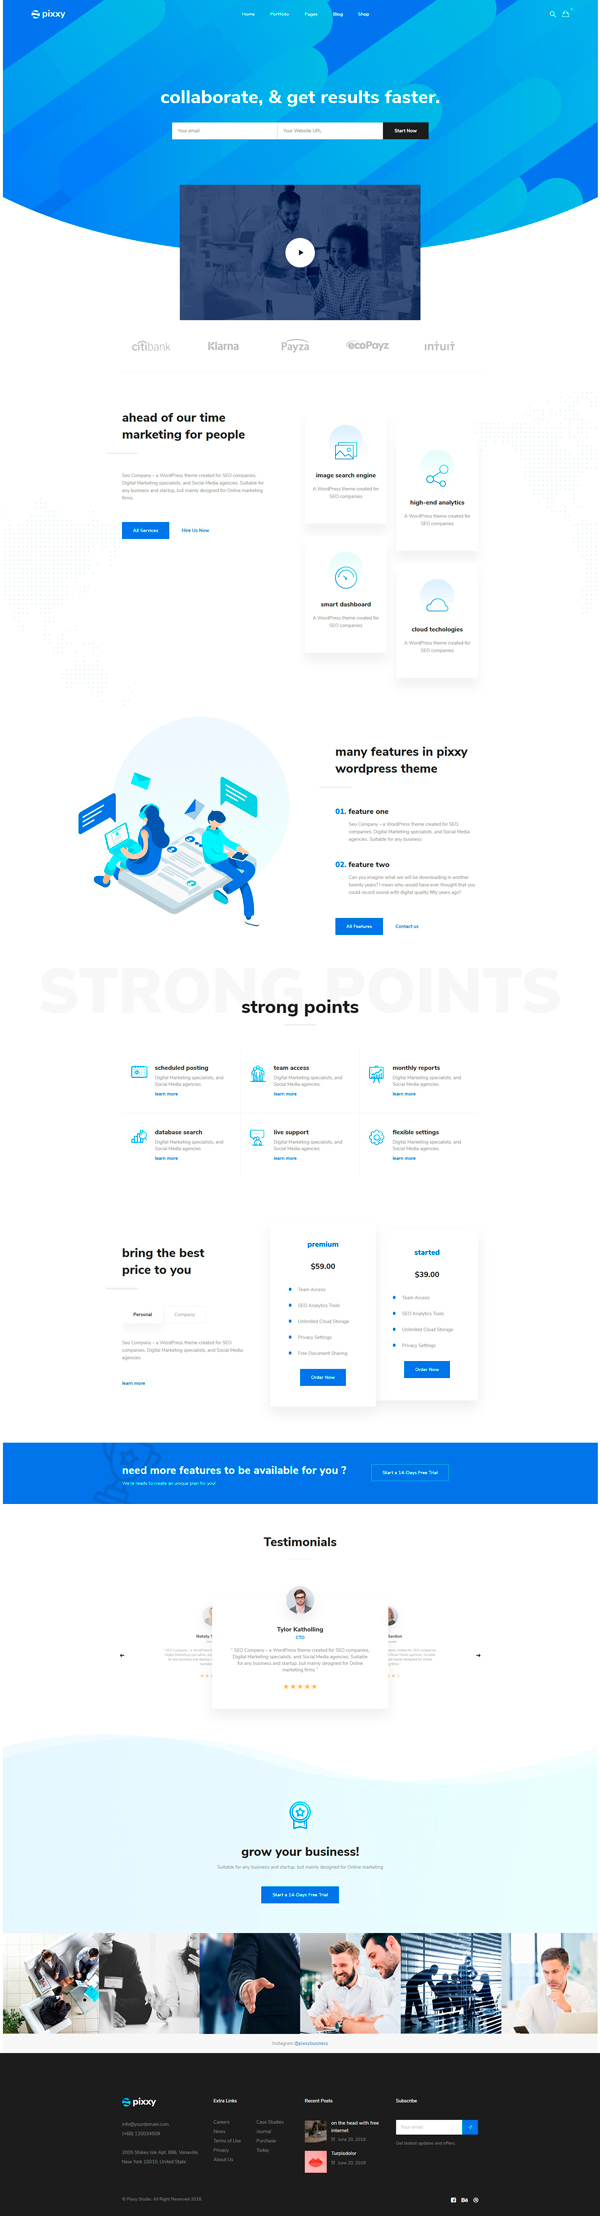 pixxy
Home Portfolio Pages Blog Shop
collaborate, & get results faster.
Your email Your Website URL Start Now
citibank Klarna Payza ecoPayz intuit
ahead of our time
marketing for people
Seo Company – a WordPress theme created for SEO companies,
Digital Marketing specialists, and Social Media agencies. Suitable for
any business and startup, but mainly designed for Online marketing
firms.
All Services Hire Us Now
image search engine
A WordPress theme created for
SEO companies
high-end analytics
A WordPress theme created for
SEO companies
smart dashboard
A WordPress theme created for
SEO companies
cloud techologies
A WordPress theme created for
SEO companies
many features in pixxy
wordpress theme
01. feature one
Seo Company – a WordPress theme created for SEO
companies, Digital Marketing specialists, and Social Media
agencies. Suitable for any business
02. feature two
Can you imagine what we will be downloading in another
twenty years? I mean who would have ever thought that you
could record sound with digital quality fifty years ago?
All Features Contact us
STRONG POINTS
strong points
scheduled posting
Digital Marketing specialists, and
Social Media agencies.
learn more
team access
Digital Marketing specialists, and
Social Media agencies.
learn more
monthly reports
Digital Marketing specialists, and
Social Media agencies.
learn more
database search
Digital Marketing specialists, and
Social Media agencies.
learn more
live support
Digital Marketing specialists, and
Social Media agencies.
learn more
flexible settings
Digital Marketing specialists, and
Social Media agencies.
learn more
bring the best
price to you
Personal Company
Seo Company – a WordPress theme created for SEO
companies, Digital Marketing specialists, and Social Media
agencies.
learn more
premium
$59.00
Team Access
SEO Analytics Tools
Unlimited Cloud Storage
Privacy Settings
Free Document Sharing
Order Now
started
$39.00
Team Access
SEO Analytics Tools
Unlimited Cloud Storage
Privacy Settings
Order Now
need more features to be available for you ?
We're ready to create an unique plan for you!
Start a 14-Days Free Trial
Testimonials
Tylor Katholling
CTO
" SEO Company – a WordPress theme created for SEO companies,
Digital Marketing specialists, and Social Media agencies. Suitable
for any business and startup, but mainly designed for Online
marketing firms "
grow your business!
Suitable for any business and startup, but mainly designed for Online marketing
Start a 14-Days Free Trial
Instagram @pixxybusiness
pixxy
info@yourdomain.com
(+68) 120034509
New York 10010, United State
Extra Links
Careers
News
Terms of Use
Privacy
About Us
Case Studies
Journal
Purchase
Today
Recent Posts
on the head with free
internet
June 20, 2018
Turpisdolor
June 20, 2018
Subscribe
Your email
Get lastest updates and offers.
© Pixxy Studio. All Right Reserved 2018